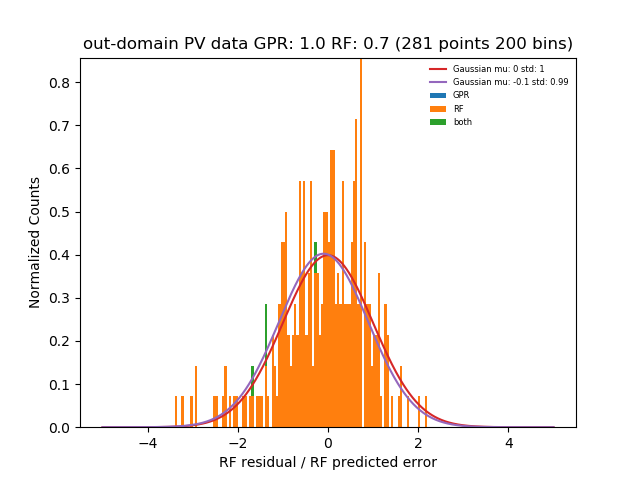 out-domain PV data GPR: 1.0 RF: 0.7 (281 points 200 bins)
Gaussian mu: 0 std: 1
Gaussian mu: -0.1 std: 0.99
GPR
RF
both
Normalized Counts
0.8
0.7
0.6
0.5
0.4
0.3
0.2
0.1
0.0
−4 −2 0 2 4
RF residual / RF predicted error